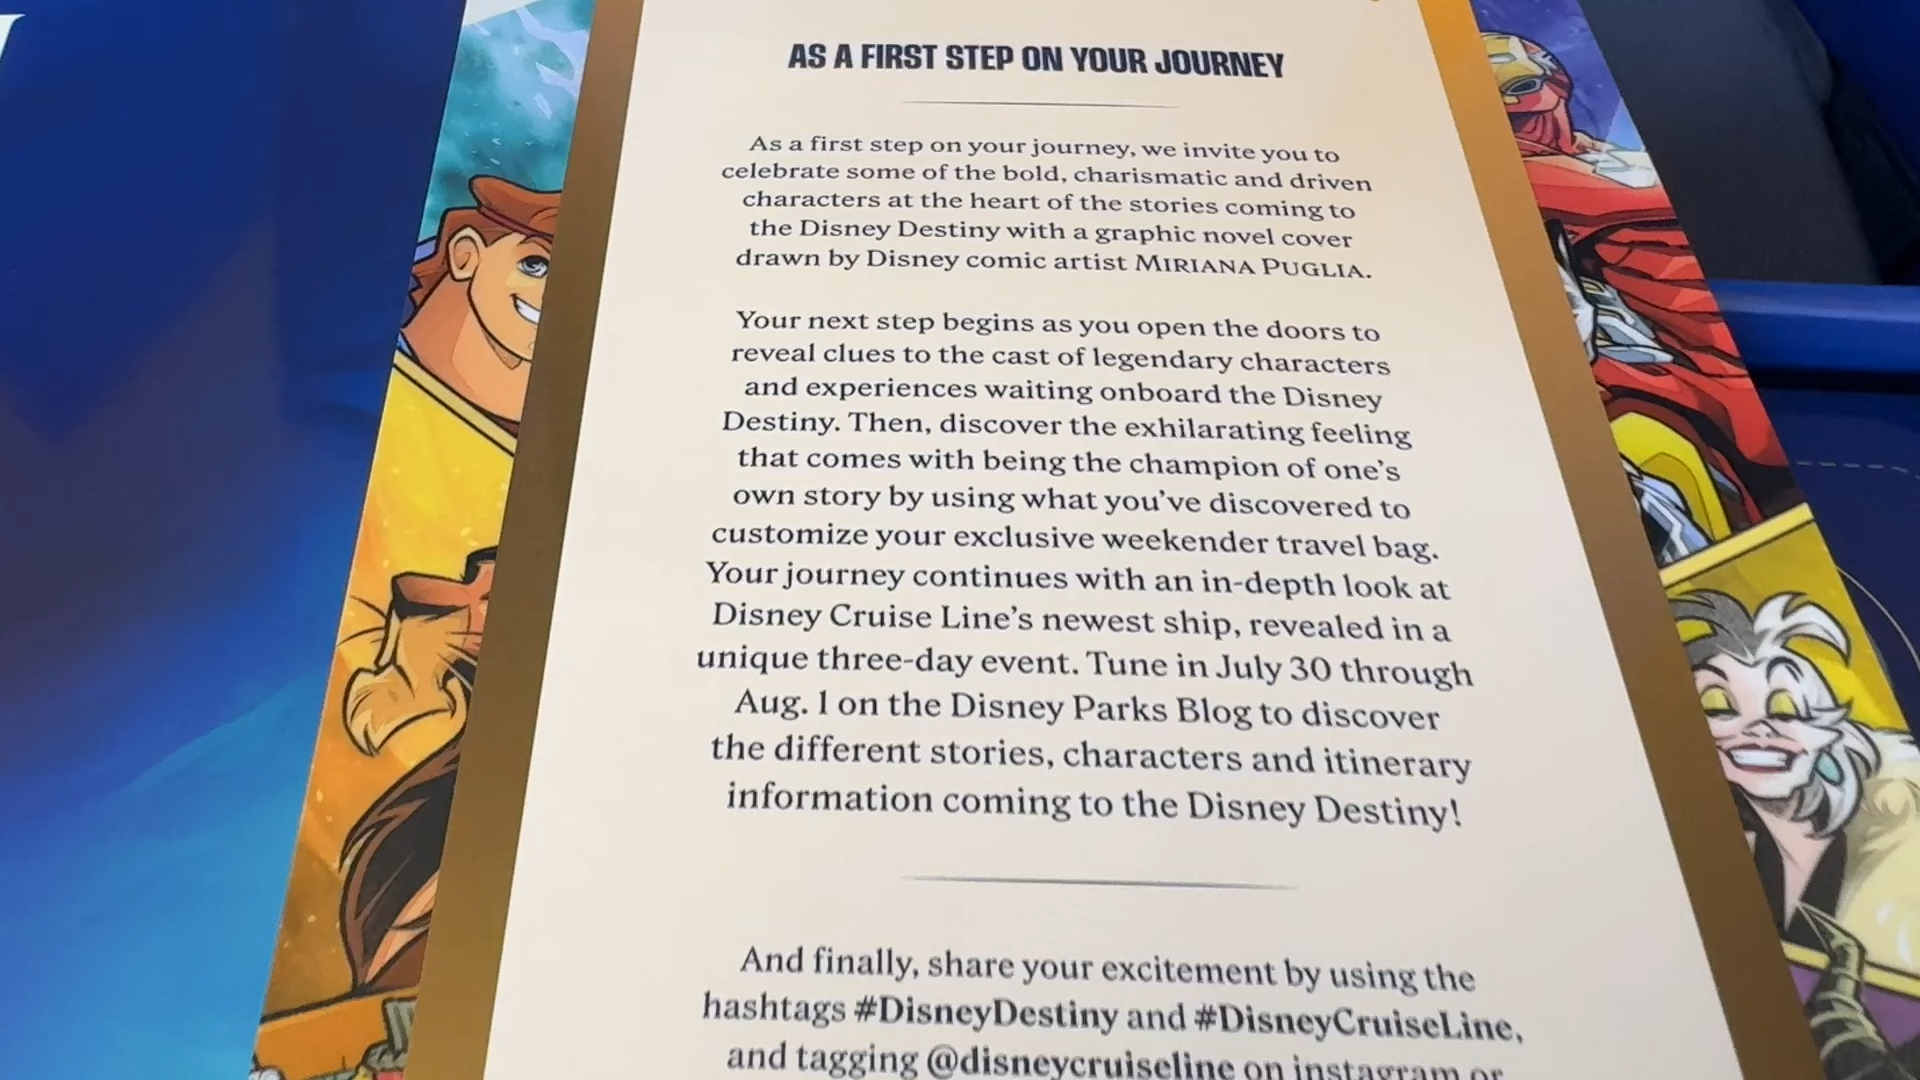 AS A FIRST STEP ON YOUR JOURNEY
As a first step on your journey, we invite you to
celebrate some of the bold, charismatic and driven
characters at the heart of the stories coming to
the Disney Destiny with a graphic novel cover
drawn by Disney comic artist MIRIANA PUGLIA.
Your next step begins as you open the doors to
reveal clues to the cast of legendary characters
and experiences waiting onboard the Disney
Destiny. Then, discover the exhilarating feeling
that comes with being the champion of one's
own story by using what you've discovered to
customize your exclusive weekender travel bag.
Your journey continues with an in-depth look at
Disney Cruise Line's newest ship, revealed in a
unique three-day event. Tune in July 30 through
Aug. 1 on the Disney Parks Blog to discover
the different stories, characters and itinerary
information coming to the Disney Destiny!
And finally, share your excitement by using the
hashtags #DisneyDestiny and #DisneyCruiseLine,
and tagging @disneycruiseline on instagram or